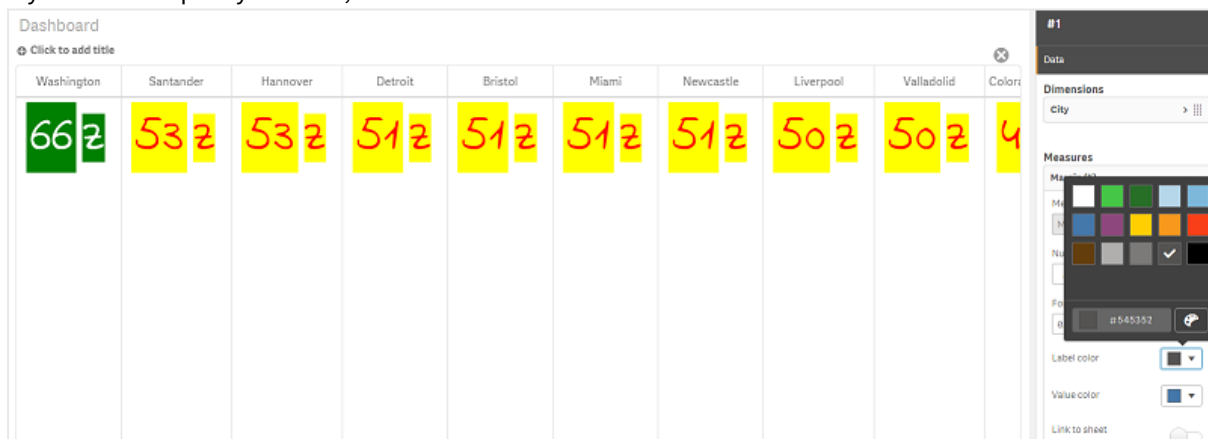 Dashboard
#1
Click to add title
Data
Washington Santander Hannover Detroit Bristol Miami Newcastle Liverpool Valladolid
Dimensions
City
66 z 53 z 53 z 51 z 51 z 51 z 51 z 50 z 50 z 4
Measures
#545352
Label color
Value color
Link to sheet